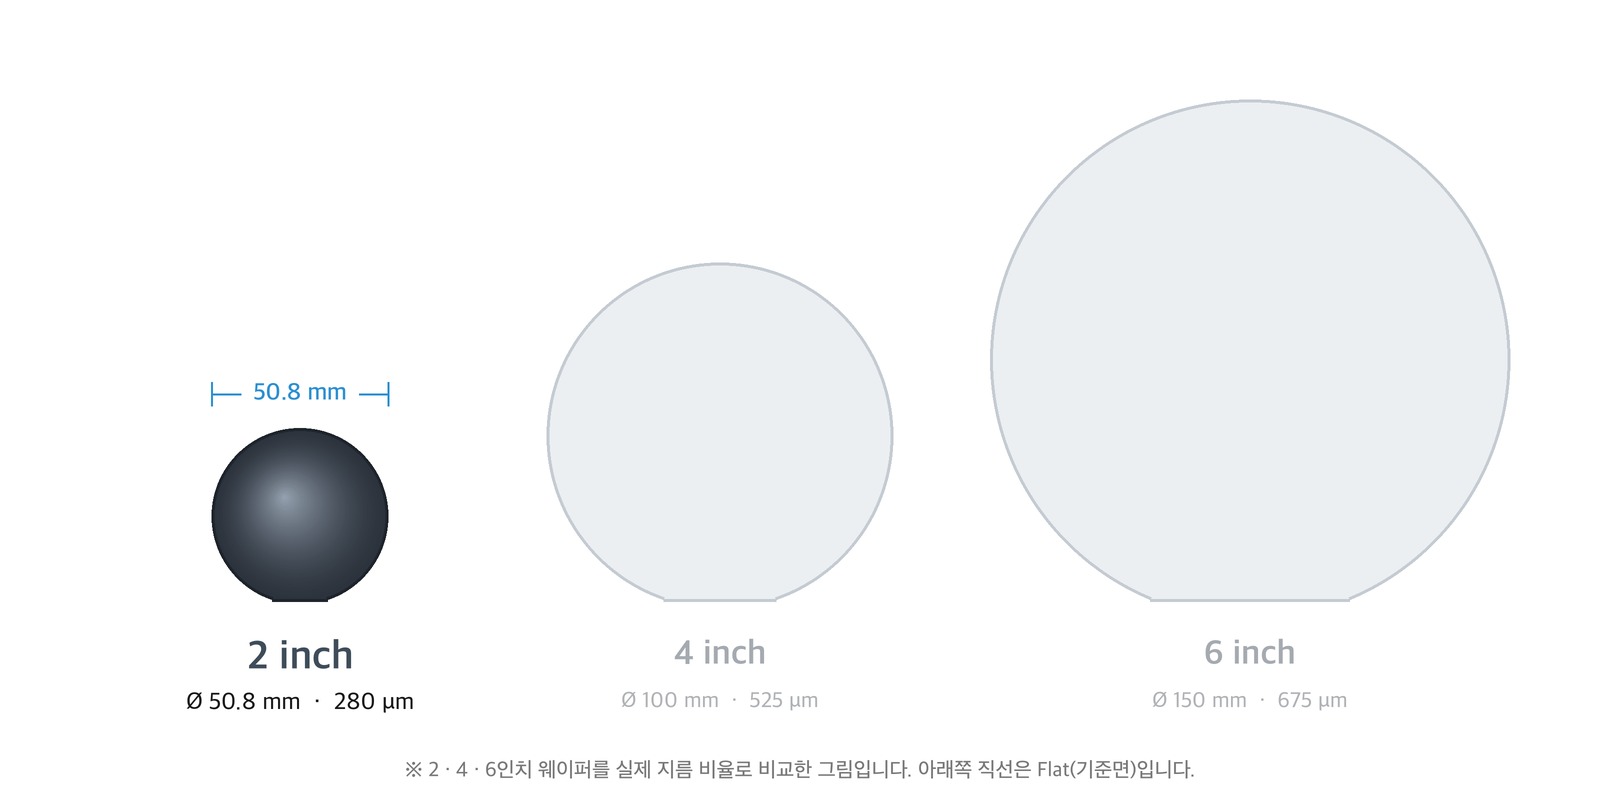 50.8 mm
2 inch
Ø 50.8 mm · 280 µm
4 inch
Ø 100 mm · 525 µm
6 inch
Ø 150 mm · 675 µm
※ 2 · 4 · 6인치 웨이퍼를 실제 지름 비율로 비교한 그림입니다. 아래쪽 직선은 Flat(기준면)입니다.